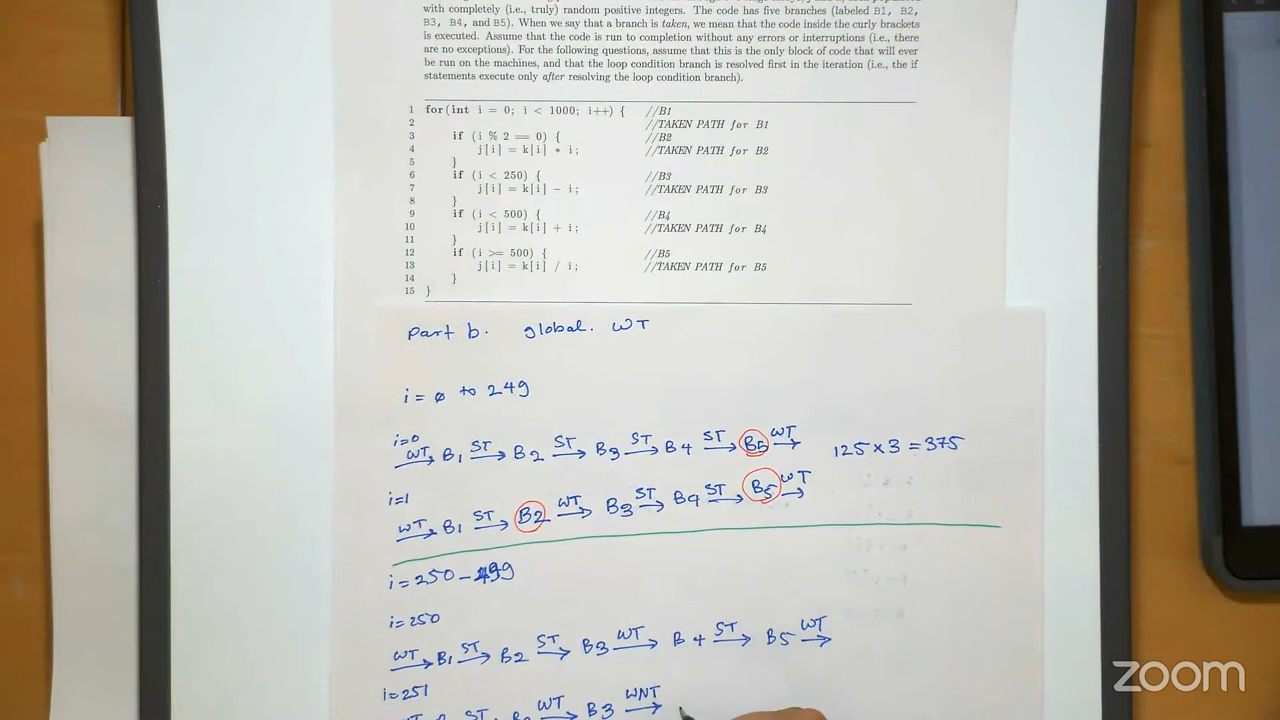 with completely (i.e., truly) random positive integers. The code has five branches (labeled B1, B2,
B3, B4, and B5). When we say that a branch is taken, we mean that the code inside the curly brackets
is executed. Assume that the code is run to completion without any errors or interruptions (i.e., there
are no exceptions). For the following questions, assume that this is the only block of code that will ever
be run on the machines, and that the loop condition branch is resolved first in the iteration (i.e., the if
statements execute only after resolving the loop condition branch).
1 for(int i = 0; i < 1000; i++) { //B1
2 //TAKEN PATH for B1
3 if (i % 2 == 0) { //B2
4 j[i] = k[i] * i; //TAKEN PATH for B2
5 }
6 if (i < 250) { //B3
7 j[i] = k[i] - i; //TAKEN PATH for B3
8 }
9 if (i < 500) { //B4
10 j[i] = k[i] + i; //TAKEN PATH for B4
11 }
12 if (i >= 500) { //B5
13 j[i] = k[i] / i; //TAKEN PATH for B5
14 }
15 }
part b. global. WT
i = 0 to 249
i=0
WT → B1 ST → B2 ST → B3 ST → B4 ST → B5 WT → 125×3 = 375
i=1
WT → B1 ST → B2 WT → B3 ST → B4 ST → B5 WT →
i = 250 - 499
i=250
WT → B1 ST → B2 ST → B3 WT → B4 ST → B5 WT →
i=251
WT ST WT → B3 WNT →
zoom